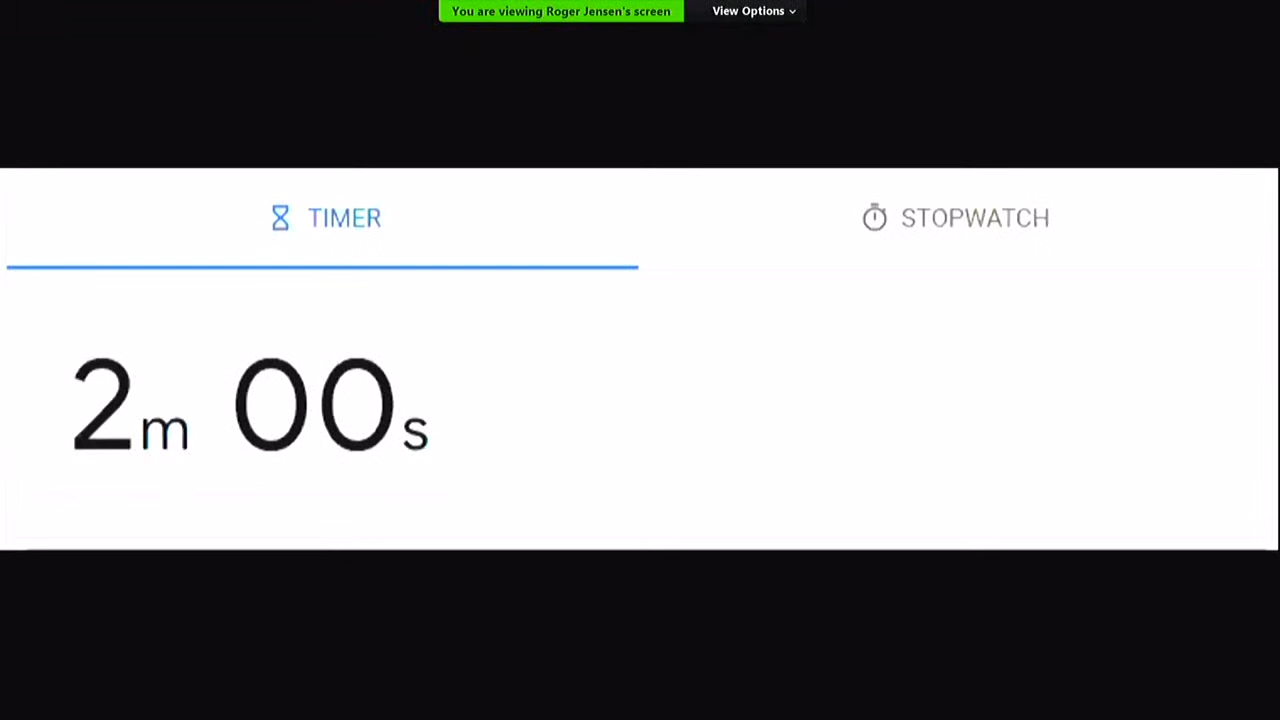 You are viewing Roger Jensen's screen View Options
TIMER STOPWATCH
2m 00s